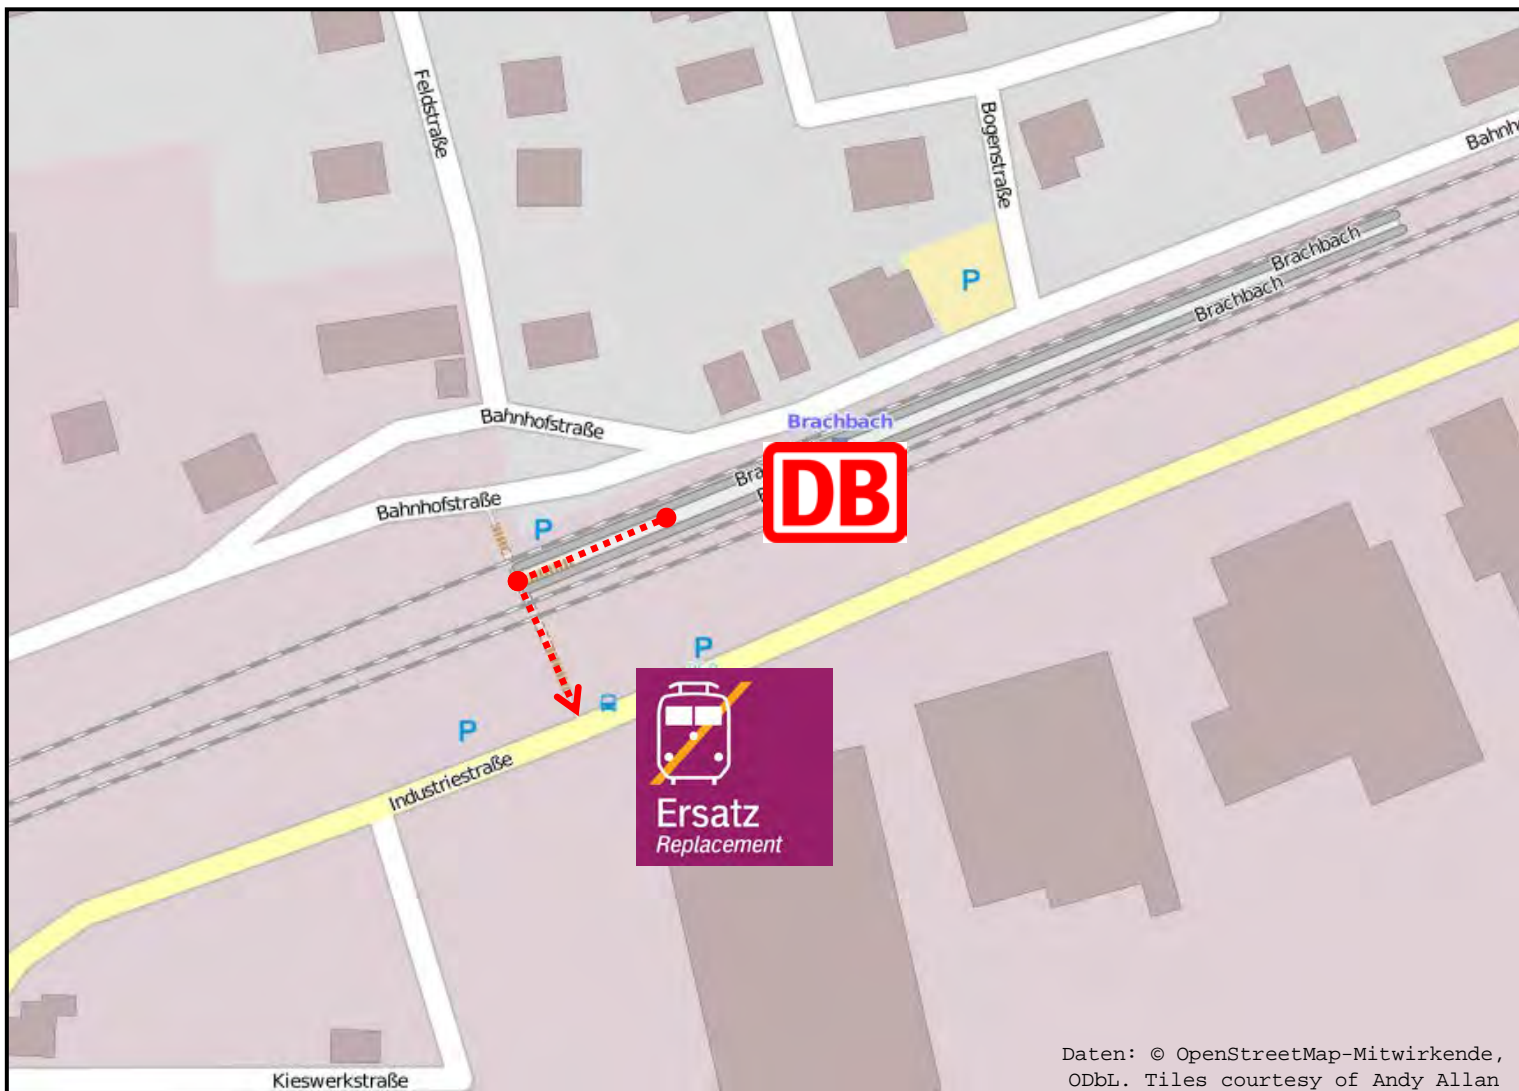 Feldstraße
Bogenstraße
Bahnh
P
Brachbach
Brachbach
Bahnhofstraße
Brachbach
Bahnhofstraße
Bra
DB
P
P
P
Industriestraße
Ersatz
Replacement
Kieswerkstraße
Daten: © OpenStreetMap-Mitwirkende,
ODbL. Tiles courtesy of Andy Allan